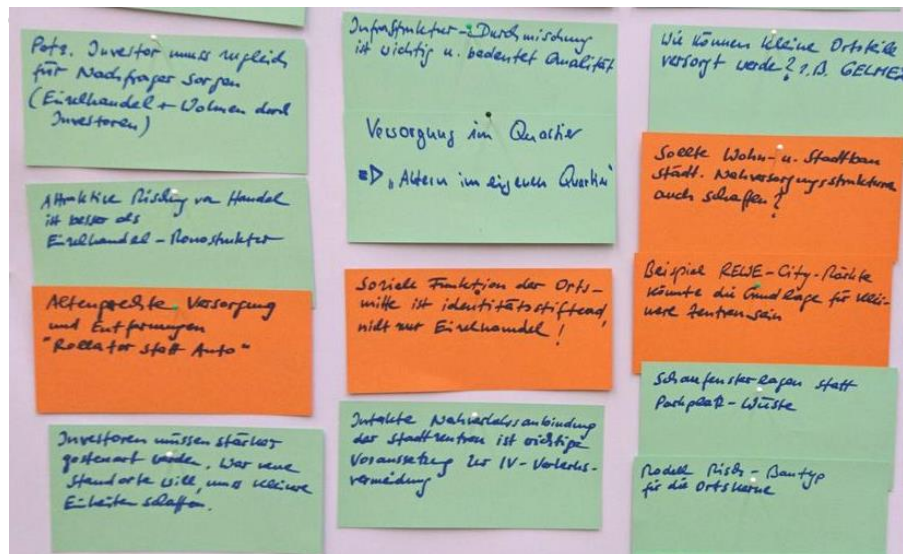 Pot. Investor muss zugleich
für Nachfrager sorgen
(Einzelhandel + Wohnen durch
Investoren)
Attraktive Mischung von Handel
ist besser als
Einzelhandel-Monostruktur
Altengerechte Versorgung
und Entfernungen
"Rollator statt Auto"
Investoren müssen stärker
gesteuert werden. Wer neue
Standorte will, muss kleinere
Einheiten schaffen.
Infrastruktur-Durchmischung
ist wichtig u. bedeutet Qualität
Versorgung im Quartier
=> "Altern im eigenen Quartier"
Soziale Funktion der Orts-
mitte ist identitätsstiftend,
nicht nur Einzelhandel!
Intakte Nahverkehrsanbindung
der Stadtzentren ist wichtige
Voraussetzung zur IV-Verkehrs-
vermeidung
Wie können kleine Ortsteile
versorgt werde? z.B. GELMER
Sollte Wohn- u. Stadtbau
städt. Nahversorgungsstrukturen
auch schaffen?
Beispiel REWE-City-Märkte
könnte die Grundlage für klei-
nere Zentren sein
Schaufensterlagen statt
Parkplatz-Wüste
Modell Misch-Bautyp
für die Ortskerne